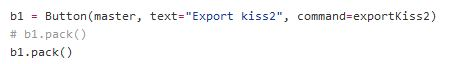 b1 = Button(master, text="Export kiss2", command=exportKiss2)
# b1.pack()
b1.pack()